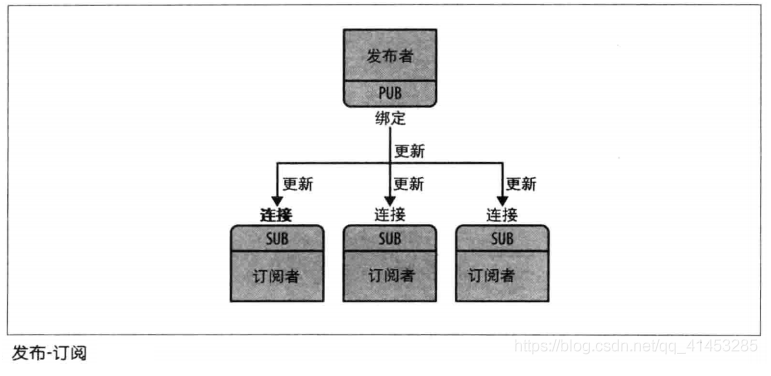 发布者
PUB
绑定
更新
更新 更新 更新
连接 连接 连接
SUB SUB SUB
订阅者 订阅者 订阅者
发布-订阅
https://blog.csdn.net/qq_41453285